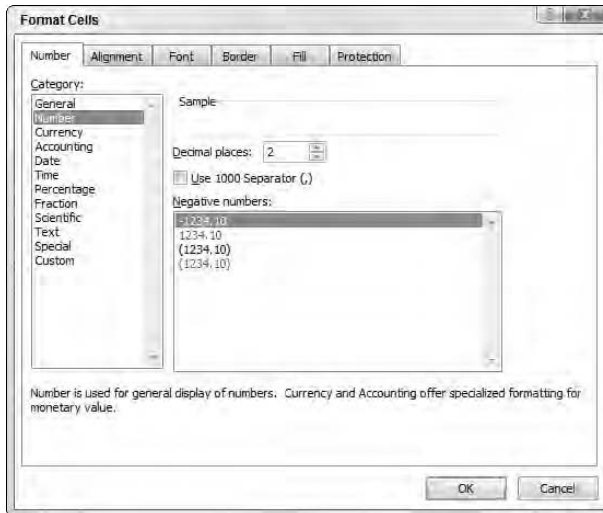 Format Cells
Number Alignment Font Border Fill Protection
Category:
General
Number
Currency
Accounting
Date
Time
Percentage
Fraction
Scientific
Text
Special
Custom
Sample
Decimal places: 2
Use 1000 Separator (,)
Negative numbers:
-1234.10
1234.10
(1234.10)
(1234.10)
Number is used for general display of numbers. Currency and Accounting offer specialized formatting for
monetary value.
OK Cancel